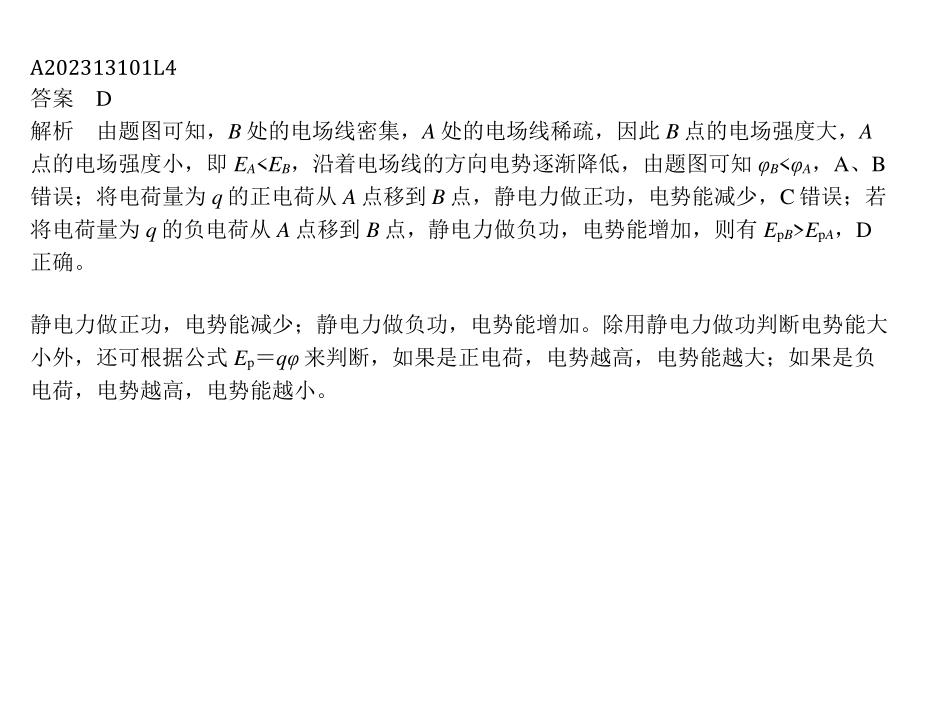 A202313101L4
答案 D
解析 由题图可知，B 处的电场线密集，A 处的电场线稀疏，因此 B 点的电场强度大，A
点的电场强度小，即 EA<EB，沿着电场线的方向电势逐渐降低，由题图可知 φB<φA，A、B
错误；将电荷量为 q 的正电荷从 A 点移到 B 点，静电力做正功，电势能减少，C 错误；若
将电荷量为 q 的负电荷从 A 点移到 B 点，静电力做负功，电势能增加，则有 EpB>EpA，D
正确。
静电力做正功，电势能减少；静电力做负功，电势能增加。除用静电力做功判断电势能大
小外，还可根据公式 Ep＝qφ 来判断，如果是正电荷，电势越高，电势能越大；如果是负
电荷，电势越高，电势能越小。